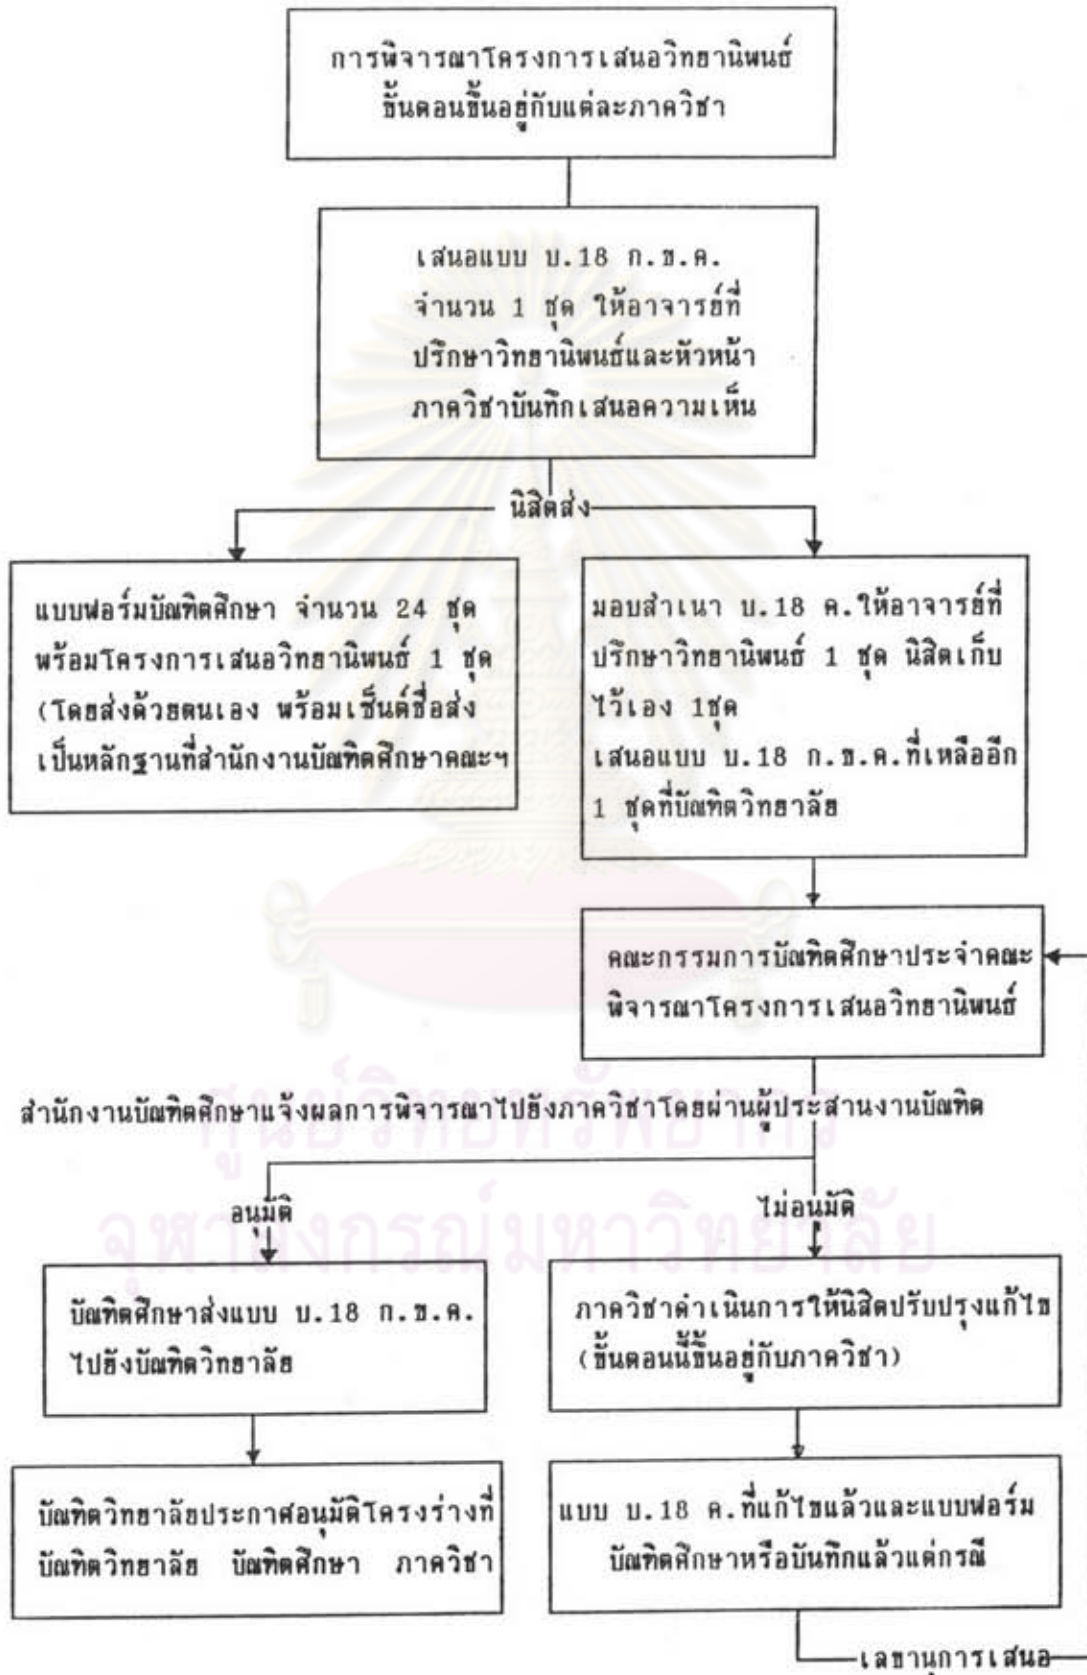 การพิจารณาโครงการเสนอวิทยานิพนธ์
ขั้นตอนขึ้นอยู่กับแต่ละภาควิชา
เสนอแบบ บ.18 ก.ข.ค.
จำนวน 1 ชุด ให้อาจารย์ที่
ปรึกษาวิทยานิพนธ์และหัวหน้า
ภาควิชาบันทึกเสนอความเห็น
นิสิตส่ง
แบบฟอร์มบัณฑิตศึกษา จำนวน 24 ชุด
พร้อมโครงการเสนอวิทยานิพนธ์ 1 ชุด
(โดยส่งด้วยตนเอง พร้อมเซ็นต์ชื่อส่ง
เป็นหลักฐานที่สำนักงานบัณฑิตศึกษาคณะฯ
มอบสำเนา บ.18 ค.ให้อาจารย์ที่
ปรึกษาวิทยานิพนธ์ 1 ชุด นิสิตเก็บ
ไว้เอง 1ชุด
เสนอแบบ บ.18 ก.ข.ค.ที่เหลืออีก
1 ชุดที่บัณฑิตวิทยาลัย
คณะกรรมการบัณฑิตศึกษาประจำคณะ
พิจารณาโครงการเสนอวิทยานิพนธ์
ศูนย์วิทยทรัพยากร
สำนักงานบัณฑิตศึกษาแจ้งผลการพิจารณาไปยังภาควิชาโดยผ่านผู้ประสานงานบัณฑิต
จุฬาลงกรณ์มหาวิทยาลัย
อนุมัติ
ไม่อนุมัติ
บัณฑิตศึกษาส่งแบบ บ.18 ก.ข.ค.
ไปยังบัณฑิตวิทยาลัย
ภาควิชาดำเนินการให้นิสิตปรับปรุงแก้ไข
(ขั้นตอนนี้ขึ้นอยู่กับภาควิชา)
บัณฑิตวิทยาลัยประกาศอนุมัติโครงร่างที่
บัณฑิตวิทยาลัย บัณฑิตศึกษา ภาควิชา
แบบ บ.18 ค.ที่แก้ไขแล้วและแบบฟอร์ม
บัณฑิตศึกษาหรือบันทึกแล้วแต่กรณี
เลขานุการเสนอ